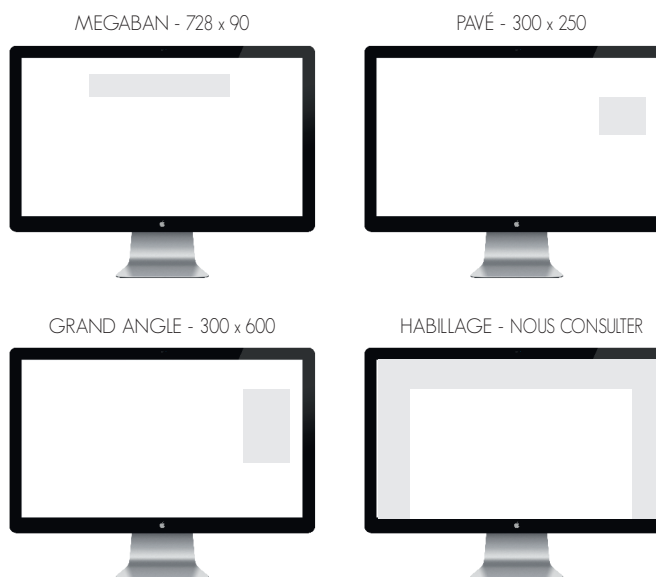 MEGABAN - 728 x 90
PAVÉ - 300 x 250
GRAND ANGLE - 300 x 600
HABILLAGE - NOUS CONSULTER